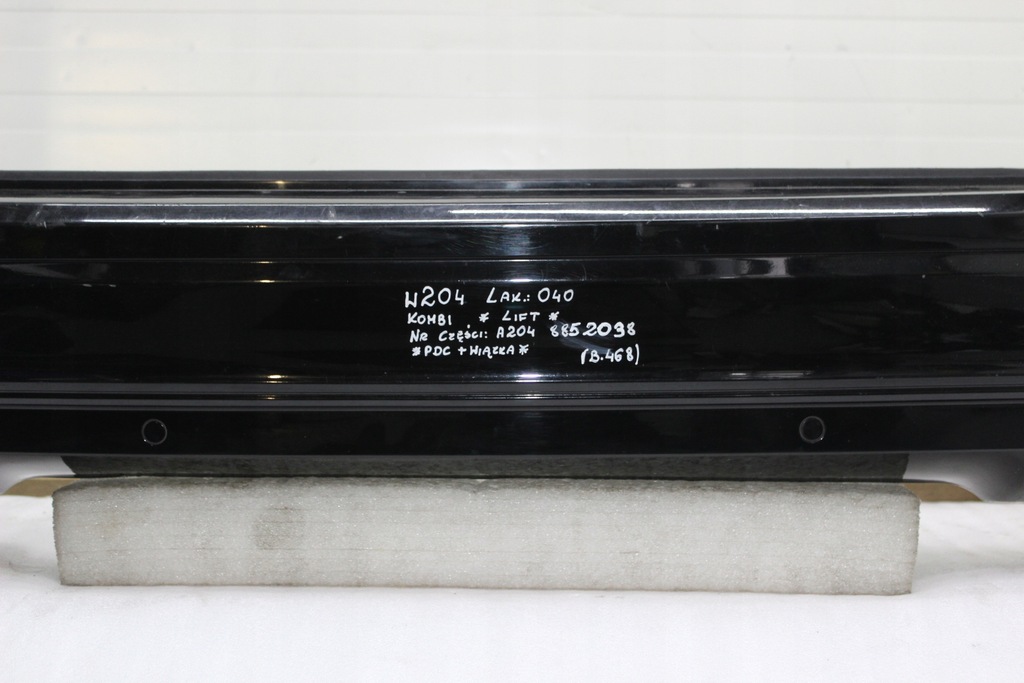 W204 LAK.: 040
KOMBI * LIFT *
NR CZĘŚCI: A204 8852038
*PDC + WIĄZKA* (B.468)